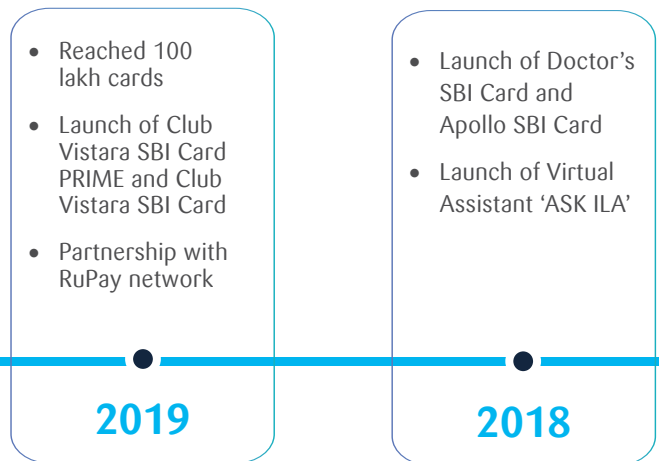 • Reached 100
lakh cards
• Launch of Club
Vistara SBI Card
PRIME and Club
Vistara SBI Card
• Partnership with
RuPay network
2019
• Launch of Doctor’s
SBI Card and
Apollo SBI Card
• Launch of Virtual
Assistant ‘ASK ILA’
2018